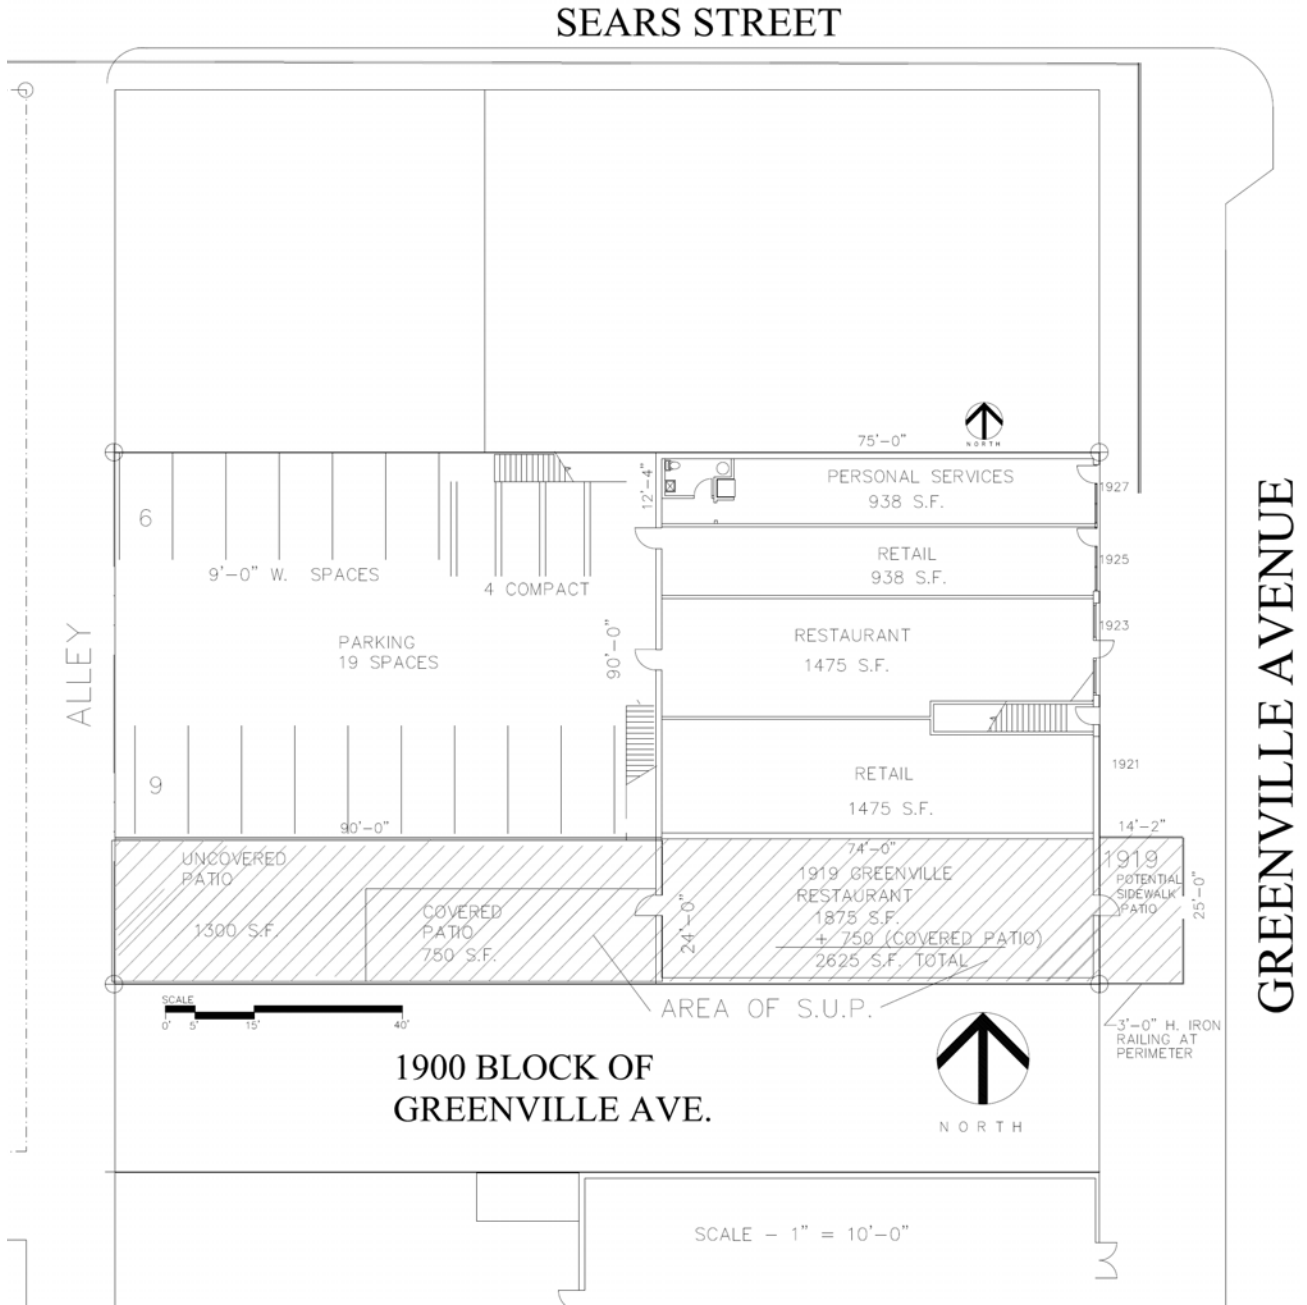 SEARS STREET
NORTH
75'-0"
12'-4"
PERSONAL SERVICES
938 S.F.
1927
6
RETAIL
938 S.F.
1925
9'-0" W. SPACES
4 COMPACT
PARKING
19 SPACES
90'-0"
RESTAURANT
1475 S.F.
1923
ALLEY
GREENVILLE AVENUE
RETAIL
1475 S.F.
1921
9
90'-0"
14'-2"
UNCOVERED
PATIO
1300 S.F.
COVERED
PATIO
750 S.F.
74'-0"
1919 GREENVILLE
RESTAURANT
1875 S.F.
+ 750 (COVERED PATIO)
2625 S.F. TOTAL
24'-0"
1919
POTENTIAL
SIDEWALK
PATIO
25'-0"
SCALE
0' 5' 15' 40'
AREA OF S.U.P.
3'-0" H. IRON
RAILING AT
PERIMETER
1900 BLOCK OF
GREENVILLE AVE.
NORTH
SCALE - 1" = 10'-0"